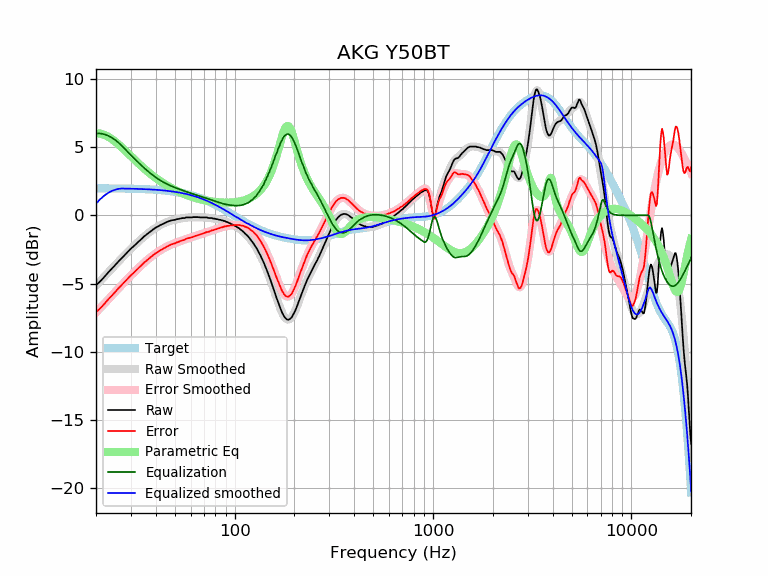 AKG Y50BT
Amplitude (dBr)
10
5
0
−5
−10
−15
−20
Target
Raw Smoothed
Error Smoothed
Raw
Error
Parametric Eq
Equalization
Equalized smoothed
100 1000 10000
Frequency (Hz)